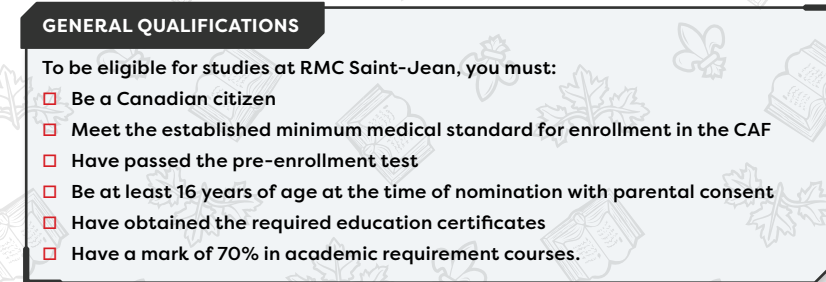 GENERAL QUALIFICATIONS
To be eligible for studies at RMC Saint-Jean, you must:
Be a Canadian citizen
Meet the established minimum medical standard for enrollment in the CAF
Have passed the pre-enrollment test
Be at least 16 years of age at the time of nomination with parental consent
Have obtained the required education certificates
Have a mark of 70% in academic requirement courses.